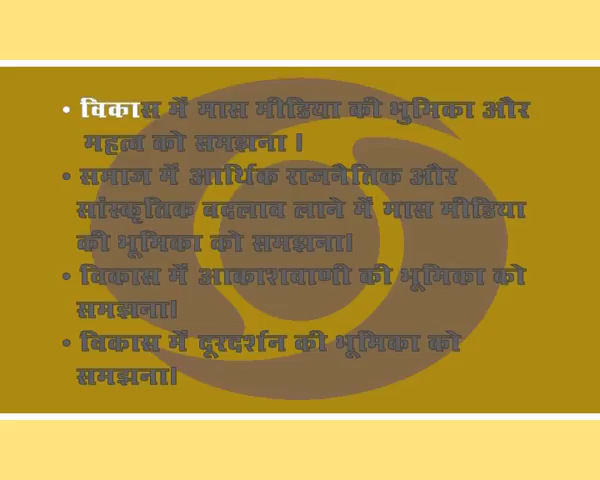 • विकास में मास मीडिया की भुमिका और
महत्व को समझना ।
• समाज में आर्थिक राजनैतिक और
सांस्कृतिक बदलाव लाने में मास मीडिया
की भूमिका को समझना।
• विकास में आकाशवाणी की भूमिका को
समझना।
• विकास में दूरदर्शन की भूमिका को
समझना।